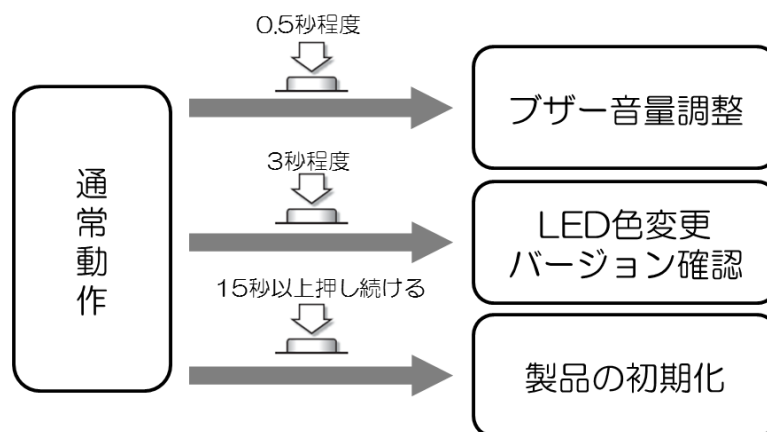 通常動作
0.5秒程度
ブザー音量調整
3秒程度
LED色変更
バージョン確認
15秒以上押し続ける
製品の初期化